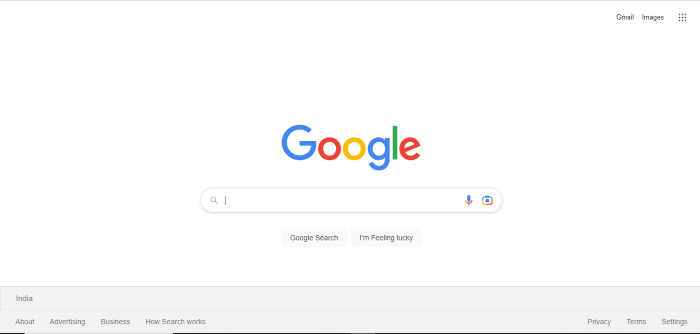 Gmail Images
Google
Google Search I'm Feeling lucky
India
About Advertising Business How Search works Privacy Terms Settings